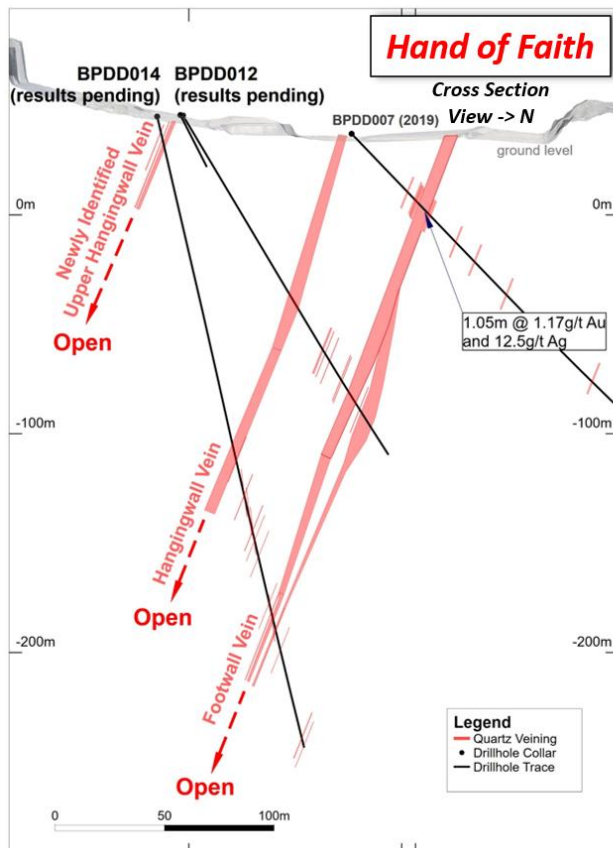 Hand of Faith
Cross Section
View -> N
BPDD014
(results pending)
BPDD012
(results pending)
BPDD007 (2019)
ground level
0m
0m
Newly Identified
Upper Hangingwall Vein
Open
1.05m @ 1.17g/t Au
and 12.5g/t Ag
-100m
-100m
Hangingwall Vein
Open
-200m
-200m
Footwall Vein
Open
Legend
Quartz Veining
Drillhole Collar
Drillhole Trace
0
50
100m